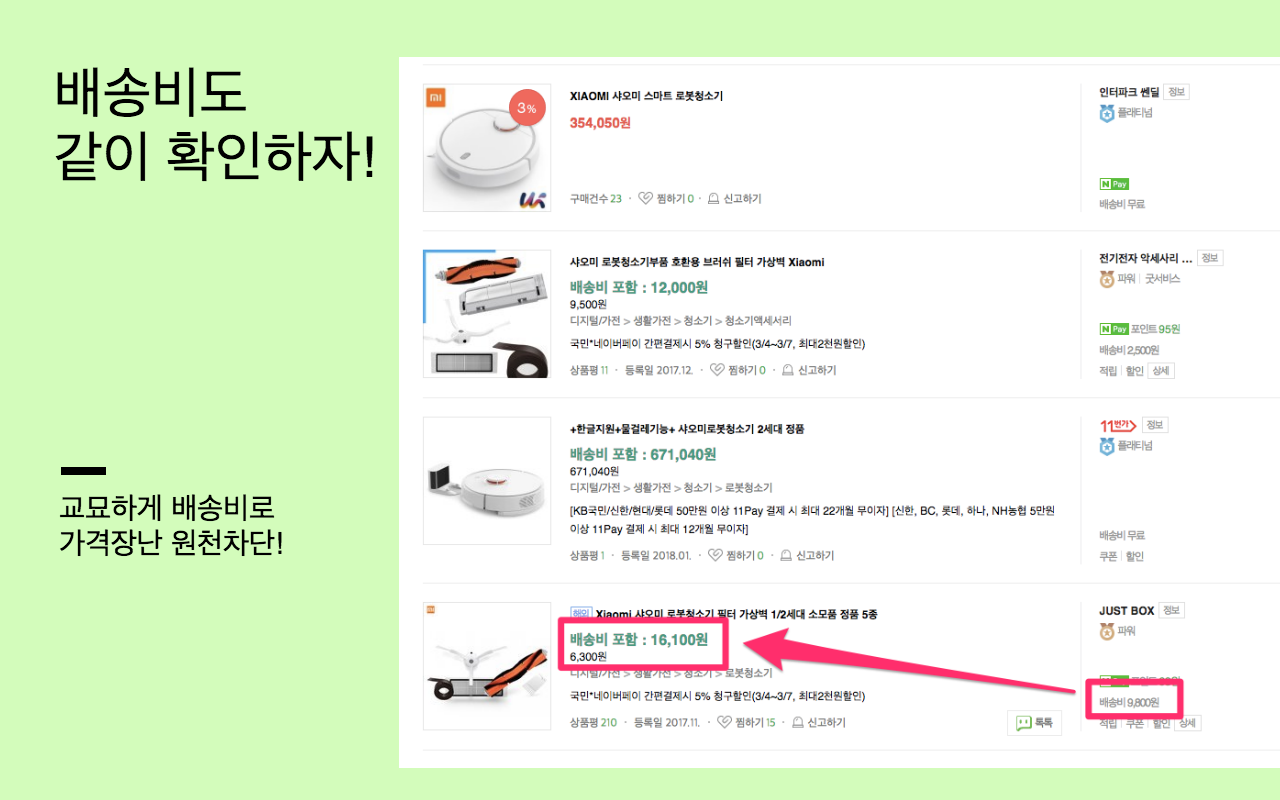 배송비도
같이 확인하자!
교묘하게 배송비로
가격장난 원천차단!
mi
3%
XIAOMI 샤오미 스마트 로봇청소기
354,050원
구매건수 23 · 찜하기 0 · 신고하기
인터파크 쎈딜 정보
플래티넘
N Pay
배송비 무료
샤오미 로봇청소기부품 호환용 브러쉬 필터 가상벽 Xiaomi
배송비 포함 : 12,000원
9,500원
디지털/가전 > 생활가전 > 청소기 > 청소기액세서리
국민*네이버페이 간편결제시 5% 청구할인(3/4~3/7, 최대2천원할인)
상품평 11 · 등록일 2017.12. · 찜하기 0 · 신고하기
전기전자 악세사리 ... 정보
파워 굿서비스
N Pay 포인트 95원
배송비 2,500원
적립 할인 상세
+한글지원+물걸레기능+ 샤오미로봇청소기 2세대 정품
배송비 포함 : 671,040원
671,040원
디지털/가전 > 생활가전 > 청소기 > 로봇청소기
[KB국민/신한/현대/롯데 50만원 이상 11Pay 결제 시 최대 22개월 무이자] [신한, BC, 롯데, 하나, NH농협 5만원
이상 11Pay 결제 시 최대 12개월 무이자]
상품평 1 · 등록일 2018.01. · 찜하기 0 · 신고하기
11번가 정보
플래티넘
배송비 무료
쿠폰 할인
mi
해외 Xiaomi 샤오미 로봇청소기 필터 가상벽 1/2세대 소모품 정품 5종
배송비 포함 : 16,100원
6,300원
디지털/가전 > 생활가전 > 청소기 > 로봇청소기
국민*네이버페이 간편결제시 5% 청구할인(3/4~3/7, 최대2천원할인)
상품평 210 · 등록일 2017.11. · 찜하기 15 · 신고하기
톡톡
JUST BOX 정보
파워
Pay 포인트
배송비 9,800원
적립 쿠폰 할인 상세